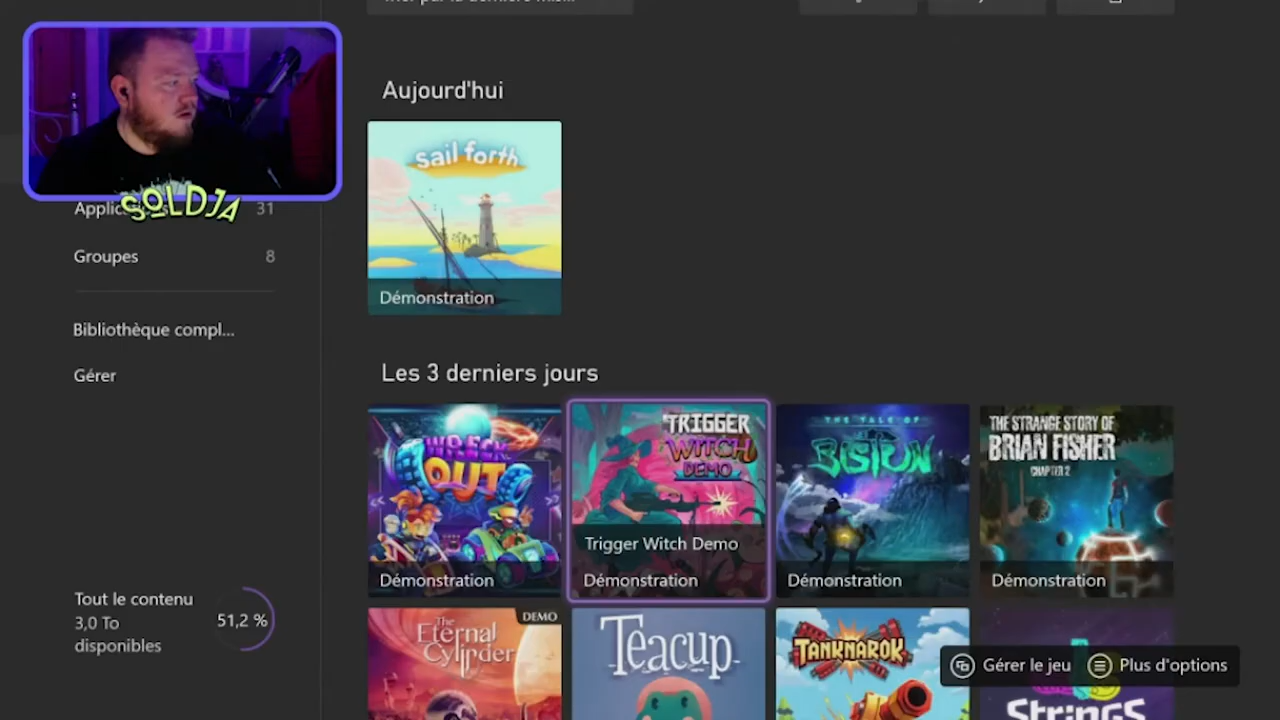 Aujourd'hui
sail forth
Démonstration
SOLDJA
31
Groupes
8
Bibliothèque compl...
Gérer
Les 3 derniers jours
WRECK
OUT
Démonstration
TRIGGER
WITCH
DEMO
Trigger Witch Demo
Démonstration
THE TALE OF
BISTUN
Démonstration
THE STRANGE STORY OF
BRIAN FISHER
CHAPTER 2
Démonstration
Tout le contenu
3,0 To
disponibles
51,2 %
DEMO
The
Eternal
Cylinder
Teacup
TANKNAROK
Strings
Gérer le jeu
Plus d'options